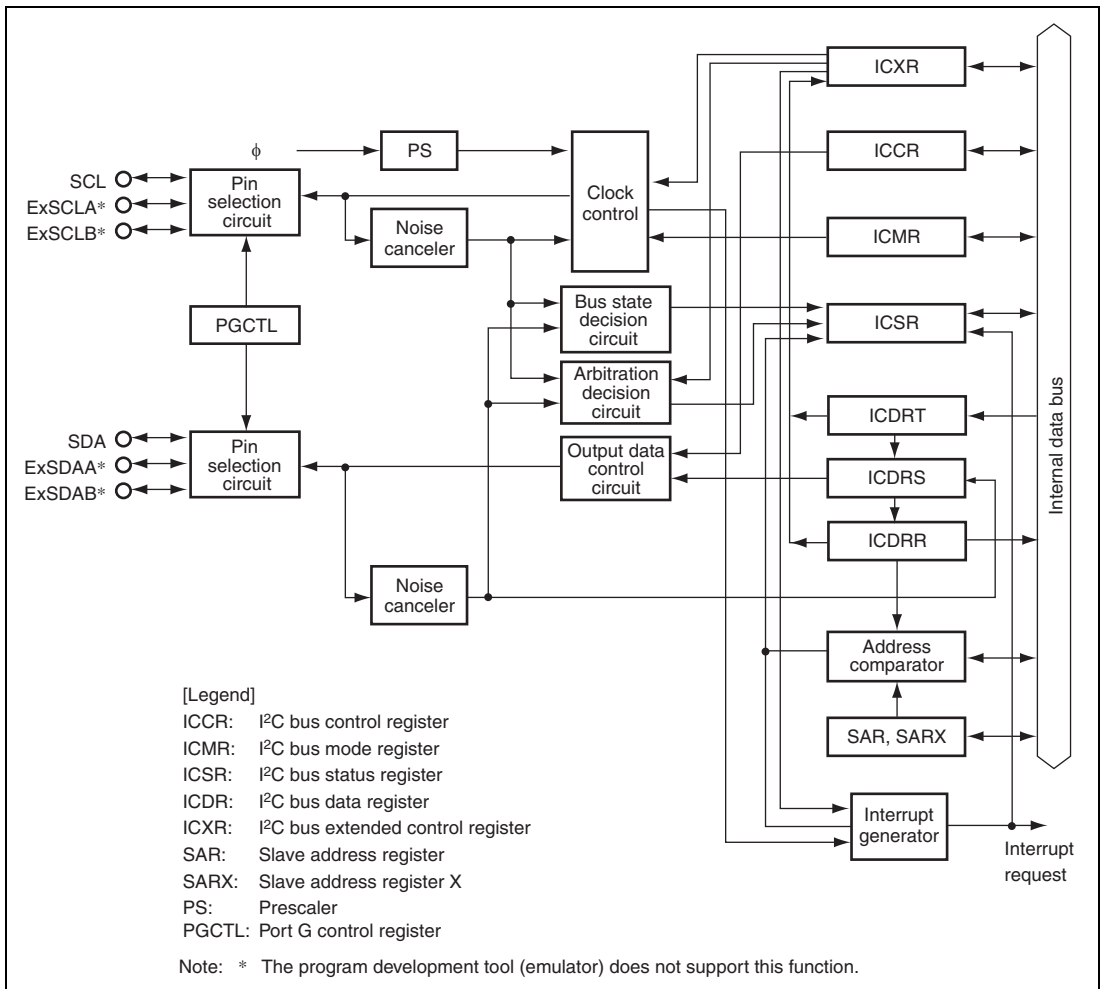 ICXR
φ
PS
ICCR
SCL
ExSCLA*
ExSCLB*
Pin
selection
circuit
Clock
control
Noise
canceler
ICMR
PGCTL
Bus state
decision
circuit
ICSR
Arbitration
decision
circuit
Internal data bus
SDA
ExSDAA*
ExSDAB*
Pin
selection
circuit
Output data
control
circuit
ICDRT
ICDRS
ICDRR
Noise
canceler
Address
comparator
SAR, SARX
Interrupt
generator
Interrupt
request
[Legend]
ICCR: I²C bus control register
ICMR: I²C bus mode register
ICSR: I²C bus status register
ICDR: I²C bus data register
ICXR: I²C bus extended control register
SAR: Slave address register
SARX: Slave address register X
PS: Prescaler
PGCTL: Port G control register
Note: * The program development tool (emulator) does not support this function.